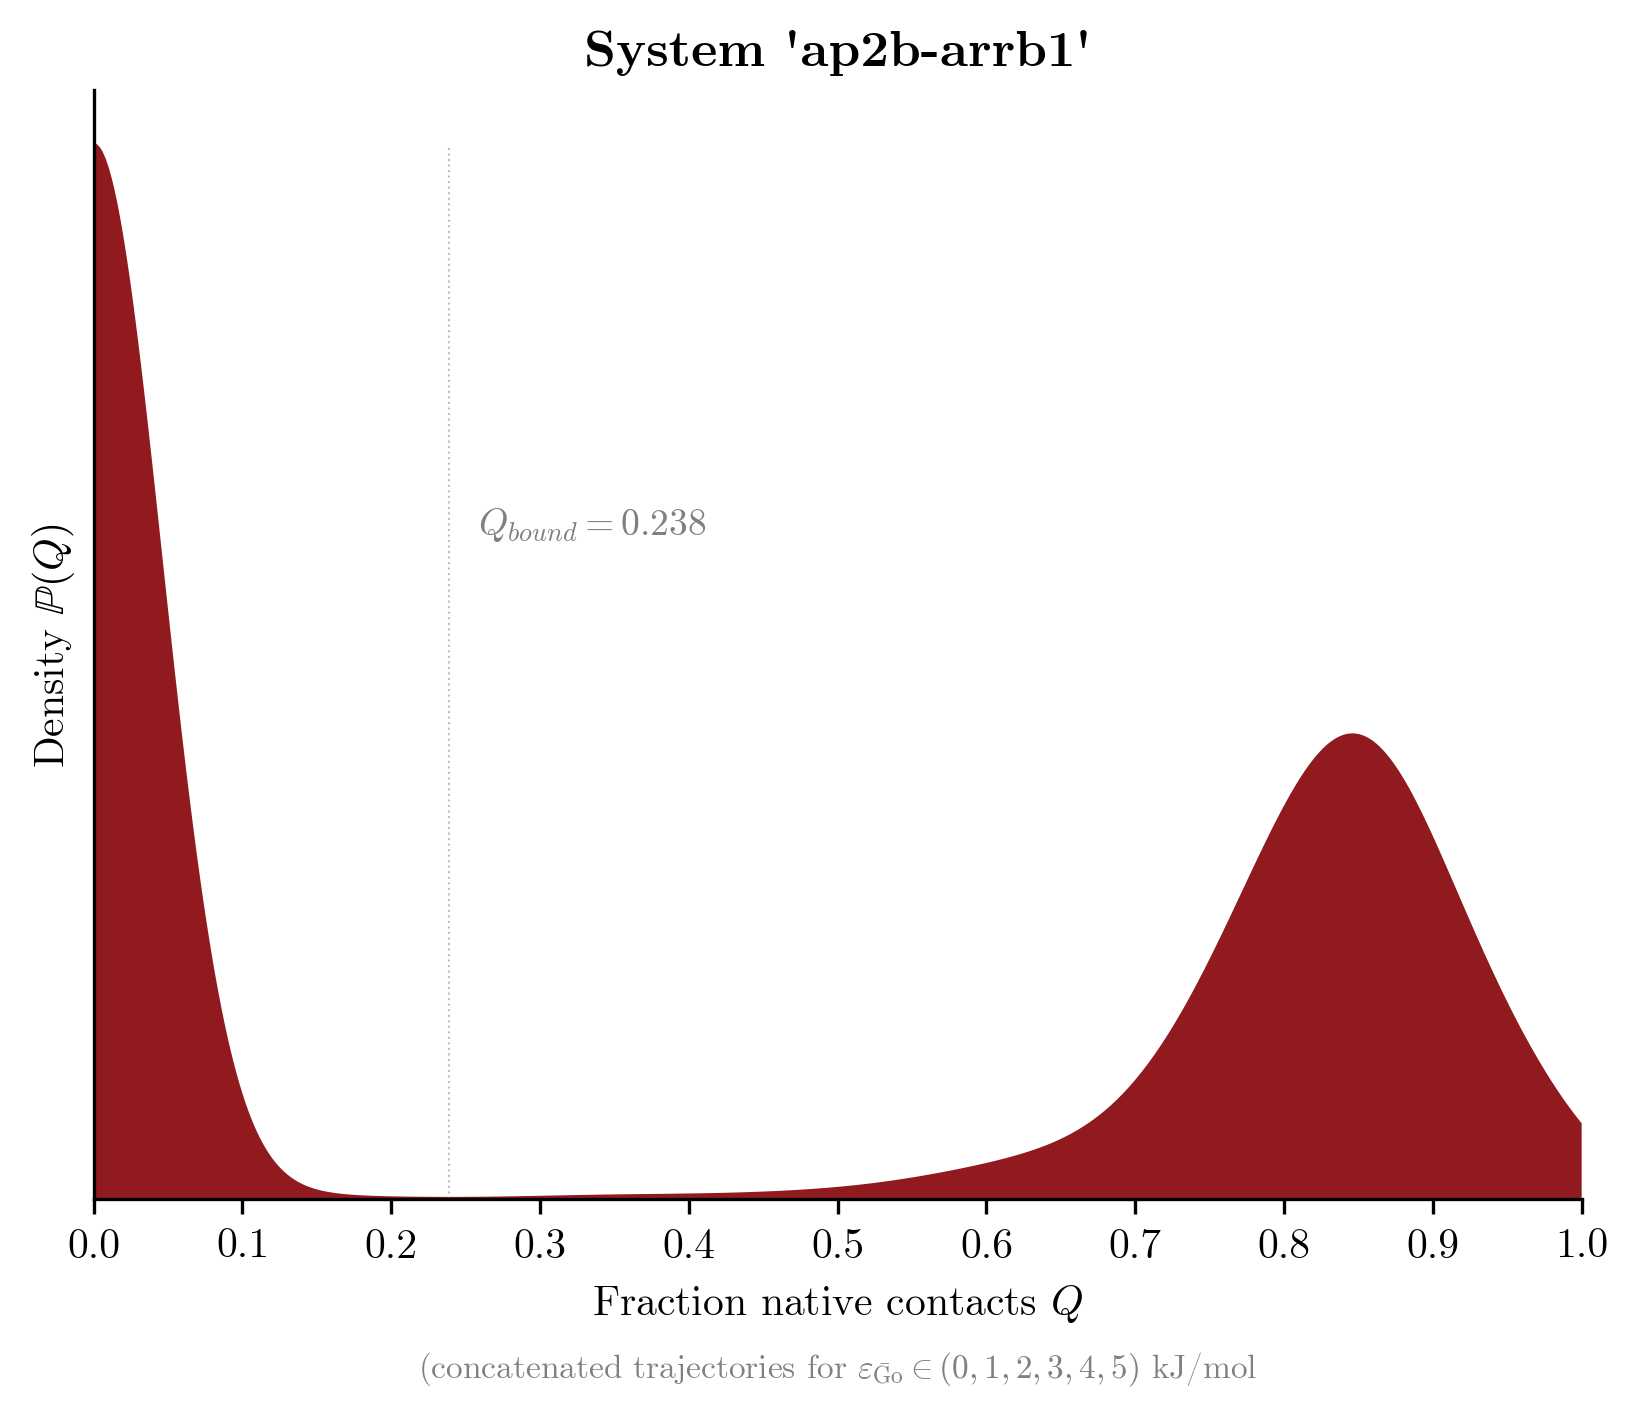 System 'ap2b-arrb1'
Density ℙ(Q)
Q_bound = 0.238
0.0 0.1 0.2 0.3 0.4 0.5 0.6 0.7 0.8 0.9 1.0
Fraction native contacts Q
(concatenated trajectories for ε_Ḡo ∈ (0, 1, 2, 3, 4, 5) kJ/mol